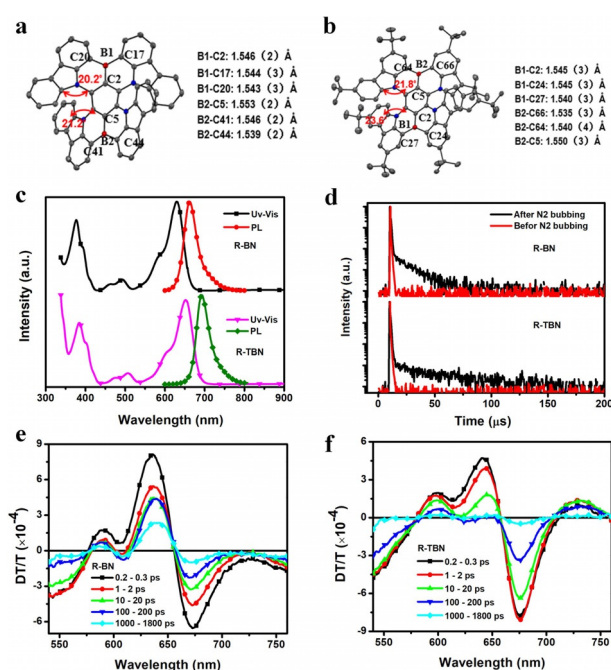 a
b
C20
B1
C17
20.2°
C2
C5
21.2°
C41
B2
C44
B1-C2: 1.546 (2) Å
B1-C17: 1.544 (3) Å
B1-C20: 1.543 (3) Å
B2-C5: 1.553 (2) Å
B2-C41: 1.546 (2) Å
B2-C44: 1.539 (2) Å
C64
B2
C66
21.8°
C5
23.6°
C2
B1
C27
C24
B1-C2: 1.545 (3) Å
B1-C24: 1.545 (3) Å
B1-C27: 1.540 (3) Å
B2-C66: 1.535 (3) Å
B2-C64: 1.540 (4) Å
B2-C5: 1.550 (3) Å
c
Intensity (a.u.)
Uv-Vis
PL
R-BN
Uv-Vis
PL
R-TBN
300 400 500 600 700 800 900
Wavelength (nm)
d
Intensity (a.u.)
After N2 bubbing
Befor N2 bubbing
R-BN
R-TBN
0 50 100 150 200
Time (μs)
e
DT/T (×10⁻⁴)
9
6
3
0
-3
-6
R-BN
0.2 - 0.3 ps
1 - 2 ps
10 - 20 ps
100 - 200 ps
1000 - 1800 ps
550 600 650 700 750
Wavelength (nm)
f
DT/T (×10⁻⁴)
6
3
0
-3
-6
-9
R-TBN
0.2 - 0.3 ps
1 - 2 ps
10 - 20 ps
100 - 200 ps
1000 - 1800 ps
550 600 650 700 750
Wavelength (nm)